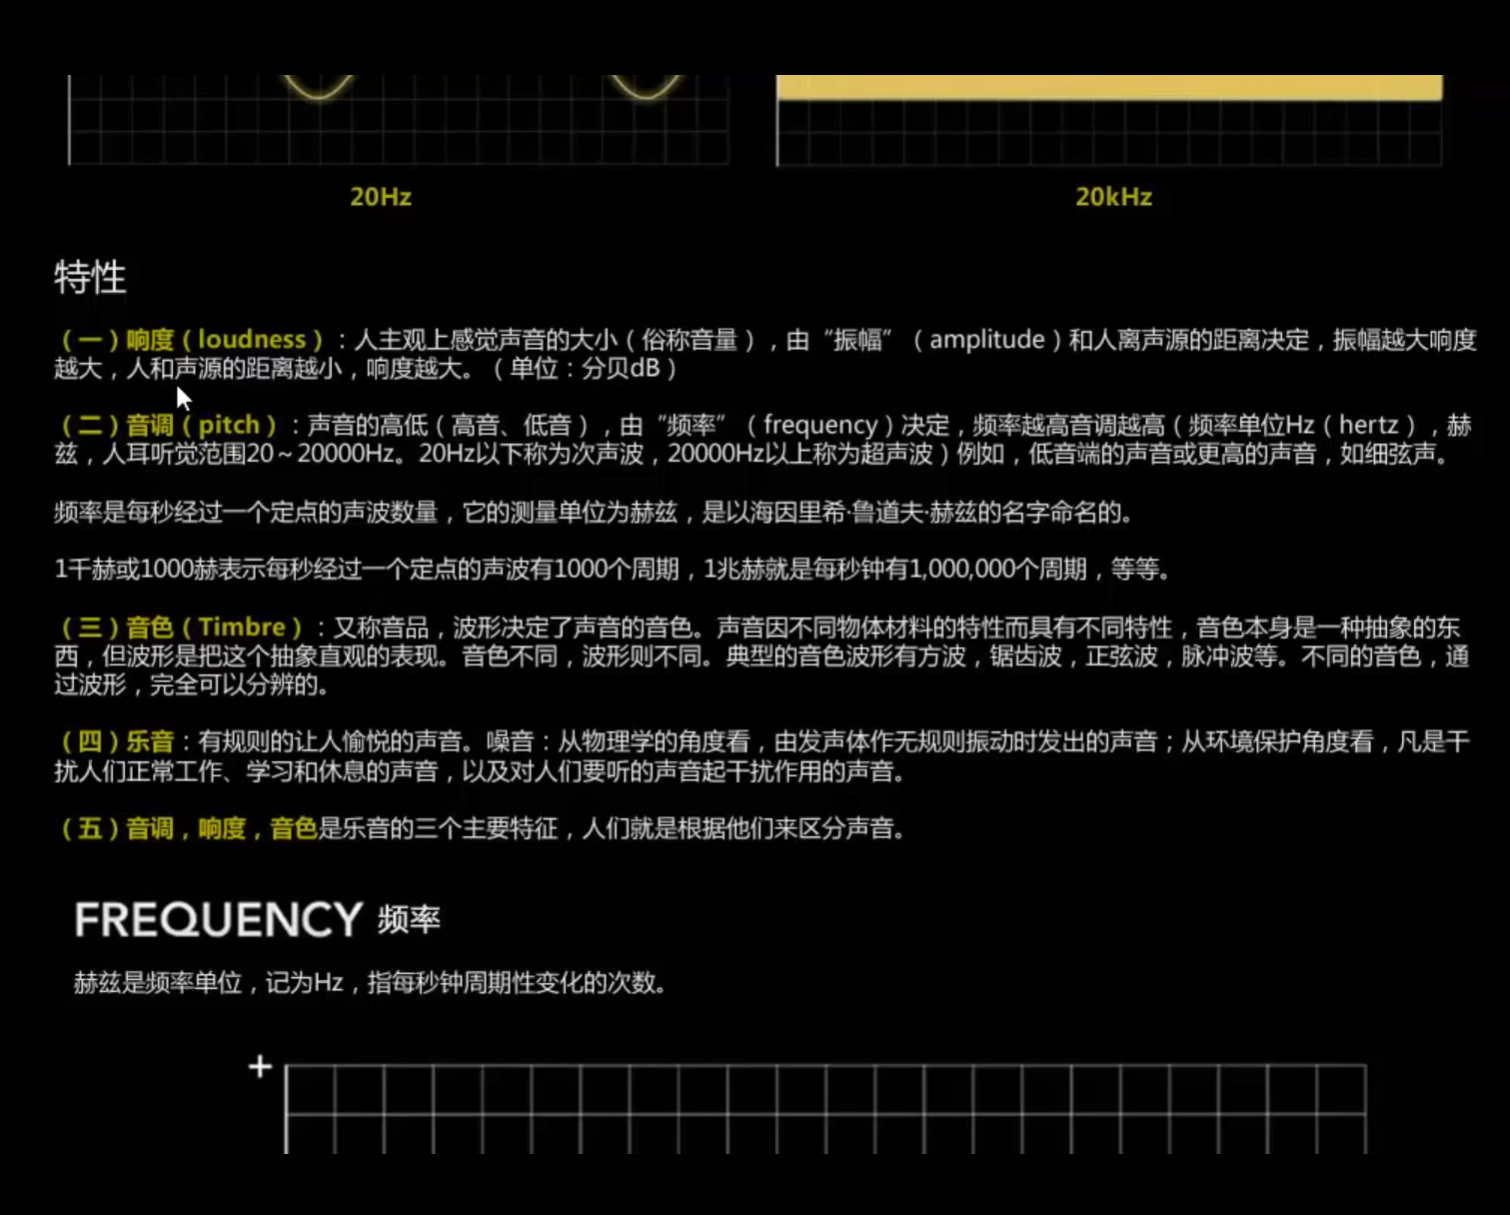 20Hz
20kHz
特性
（一）响度（loudness）：人主观上感觉声音的大小（俗称音量），由“振幅”（amplitude）和人离声源的距离决定，振幅越大响度
越大，人和声源的距离越小，响度越大。（单位：分贝dB）
（二）音调（pitch）：声音的高低（高音、低音），由“频率”（frequency）决定，频率越高音调越高（频率单位Hz（hertz），赫
兹，人耳听觉范围20～20000Hz。20Hz以下称为次声波，20000Hz以上称为超声波）例如，低音端的声音或更高的声音，如细弦声。
频率是每秒经过一个定点的声波数量，它的测量单位为赫兹，是以海因里希·鲁道夫·赫兹的名字命名的。
1千赫或1000赫表示每秒经过一个定点的声波有1000个周期，1兆赫就是每秒钟有1,000,000个周期，等等。
（三）音色（Timbre）：又称音品，波形决定了声音的音色。声音因不同物体材料的特性而具有不同特性，音色本身是一种抽象的东
西，但波形是把这个抽象直观的表现。音色不同，波形则不同。典型的音色波形有方波，锯齿波，正弦波，脉冲波等。不同的音色，通
过波形，完全可以分辨的。
（四）乐音：有规则的让人愉悦的声音。噪音：从物理学的角度看，由发声体作无规则振动时发出的声音；从环境保护角度看，凡是干
扰人们正常工作、学习和休息的声音，以及对人们要听的声音起干扰作用的声音。
（五）音调，响度，音色是乐音的三个主要特征，人们就是根据他们来区分声音。
FREQUENCY 频率
赫兹是频率单位，记为Hz，指每秒钟周期性变化的次数。
+